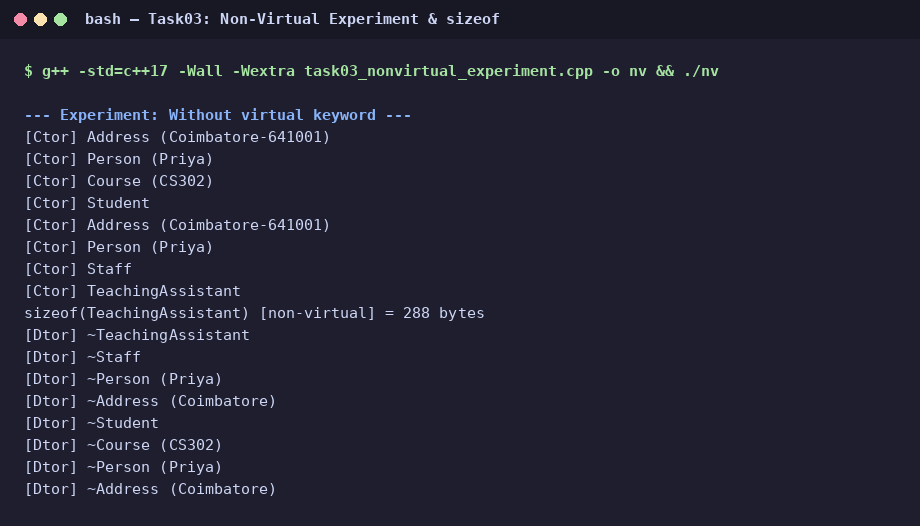 bash — Task03: Non-Virtual Experiment & sizeof
$ g++ -std=c++17 -Wall -Wextra task03_nonvirtual_experiment.cpp -o nv && ./nv
--- Experiment: Without virtual keyword ---
[Ctor] Address (Coimbatore-641001)
[Ctor] Person (Priya)
[Ctor] Course (CS302)
[Ctor] Student
[Ctor] Address (Coimbatore-641001)
[Ctor] Person (Priya)
[Ctor] Staff
[Ctor] TeachingAssistant
sizeof(TeachingAssistant) [non-virtual] = 288 bytes
[Dtor] ~TeachingAssistant
[Dtor] ~Staff
[Dtor] ~Person (Priya)
[Dtor] ~Address (Coimbatore)
[Dtor] ~Student
[Dtor] ~Course (CS302)
[Dtor] ~Person (Priya)
[Dtor] ~Address (Coimbatore)